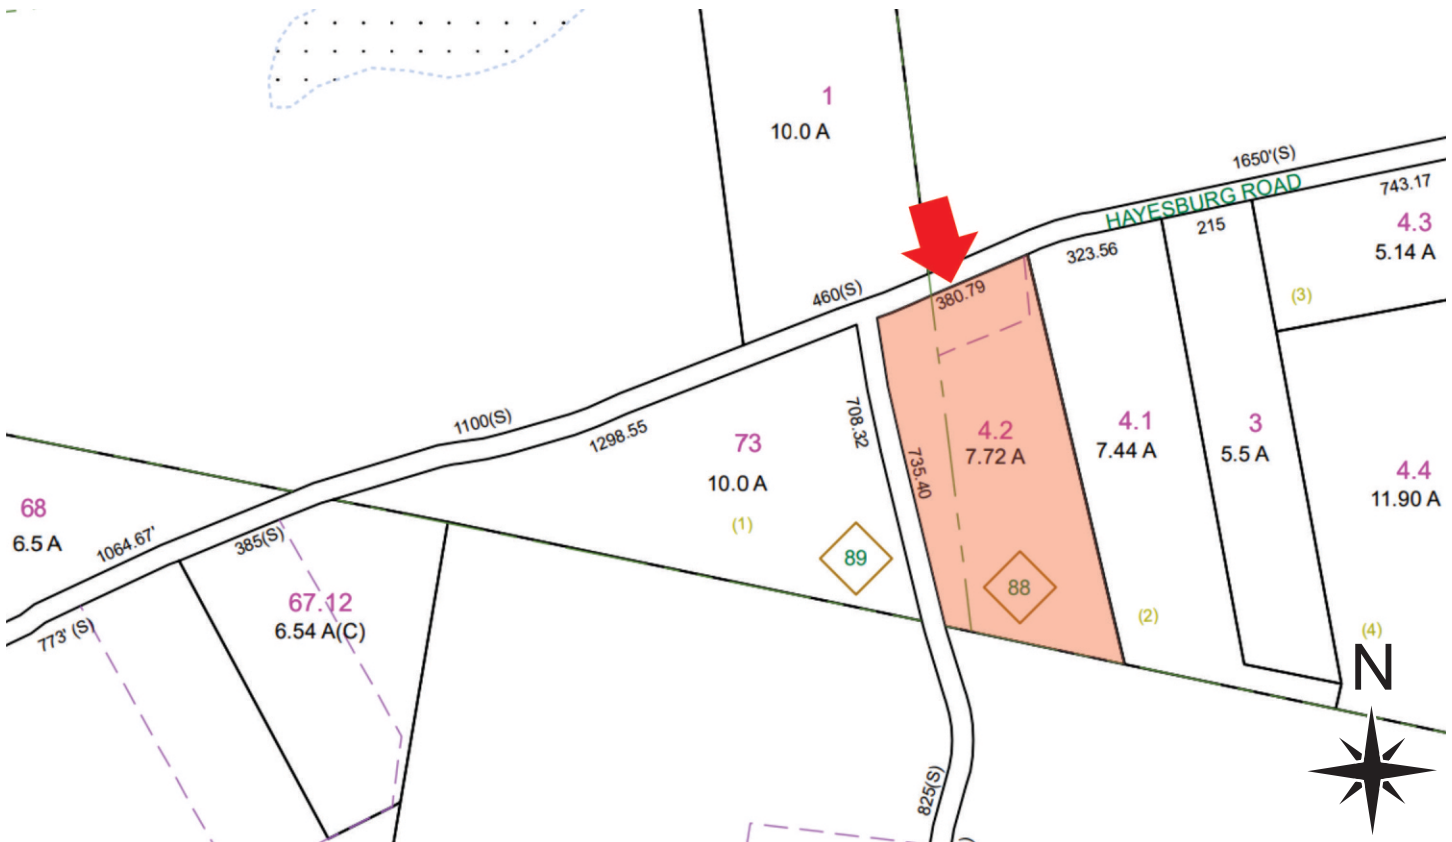 1
10.0 A
1650'(S)
HAYESBURG ROAD
743.17
4.3
5.14 A
215
323.56
(3)
460(S)
380.79
1100(S)
1298.55
708.32
73
10.0 A
(1)
735.40
4.2
7.72 A
4.1
7.44 A
3
5.5 A
4.4
11.90 A
68
6.5 A
1064.67'
385(S)
89
88
67.12
6.54 A(C)
773' (S)
(2)
(4)
N
825(S)